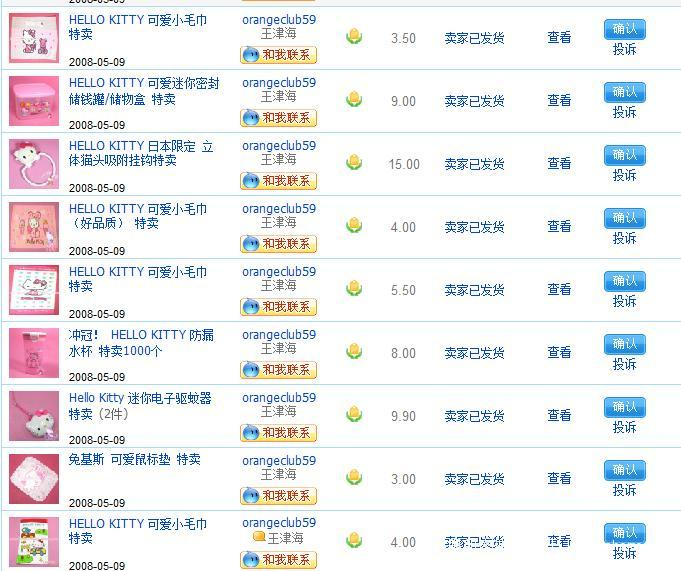 HELLO KITTY 可爱小毛巾 orangeclub59 确认
特卖 王津海 3.50 卖家已发货 查看
和我联系 投诉
2008-05-09
HELLO KITTY 可爱迷你密封 orangeclub59 确认
储钱罐/储物盒 特卖 王津海 9.00 卖家已发货 查看
和我联系 投诉
2008-05-09
HELLO KITTY 日本限定 立 orangeclub59 确认
体猫头吸附挂钩特卖 王津海 15.00 卖家已发货 查看
和我联系 投诉
2008-05-09
HELLO KITTY 可爱小毛巾 orangeclub59 确认
（好品质） 特卖 王津海 4.00 卖家已发货 查看
和我联系 投诉
2008-05-09
HELLO KITTY 可爱小毛巾 orangeclub59 确认
特卖 王津海 5.50 卖家已发货 查看
和我联系 投诉
2008-05-09
冲冠！ HELLO KITTY 防漏 orangeclub59 确认
水杯 特卖1000个 王津海 8.00 卖家已发货 查看
和我联系 投诉
2008-05-09
Hello Kitty 迷你电子驱蚊器 orangeclub59 确认
特卖（2件） 王津海 9.90 卖家已发货 查看
和我联系 投诉
2008-05-09
兔基斯 可爱鼠标垫 特卖 orangeclub59 确认
王津海 3.00 卖家已发货 查看
和我联系 投诉
2008-05-09
HELLO KITTY 可爱小毛巾 orangeclub59 确认
特卖 王津海 4.00 卖家已发货 查看
和我联系 投诉
2008-05-09